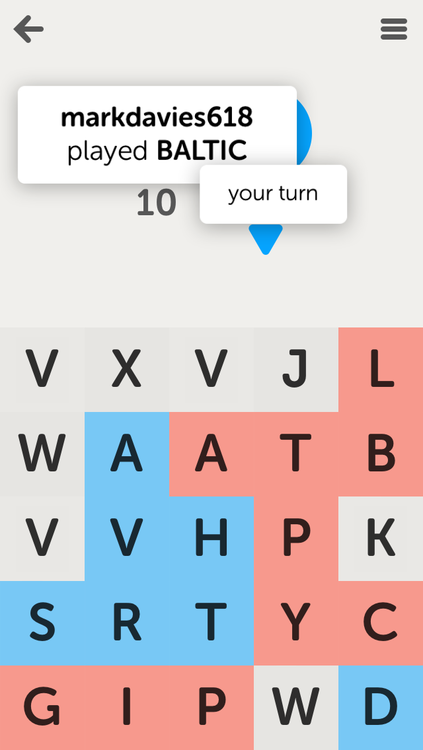 markdavies618
played BALTIC
10
your turn
V X V J L
W A A T B
V V H P K
S R T Y C
G I P W D